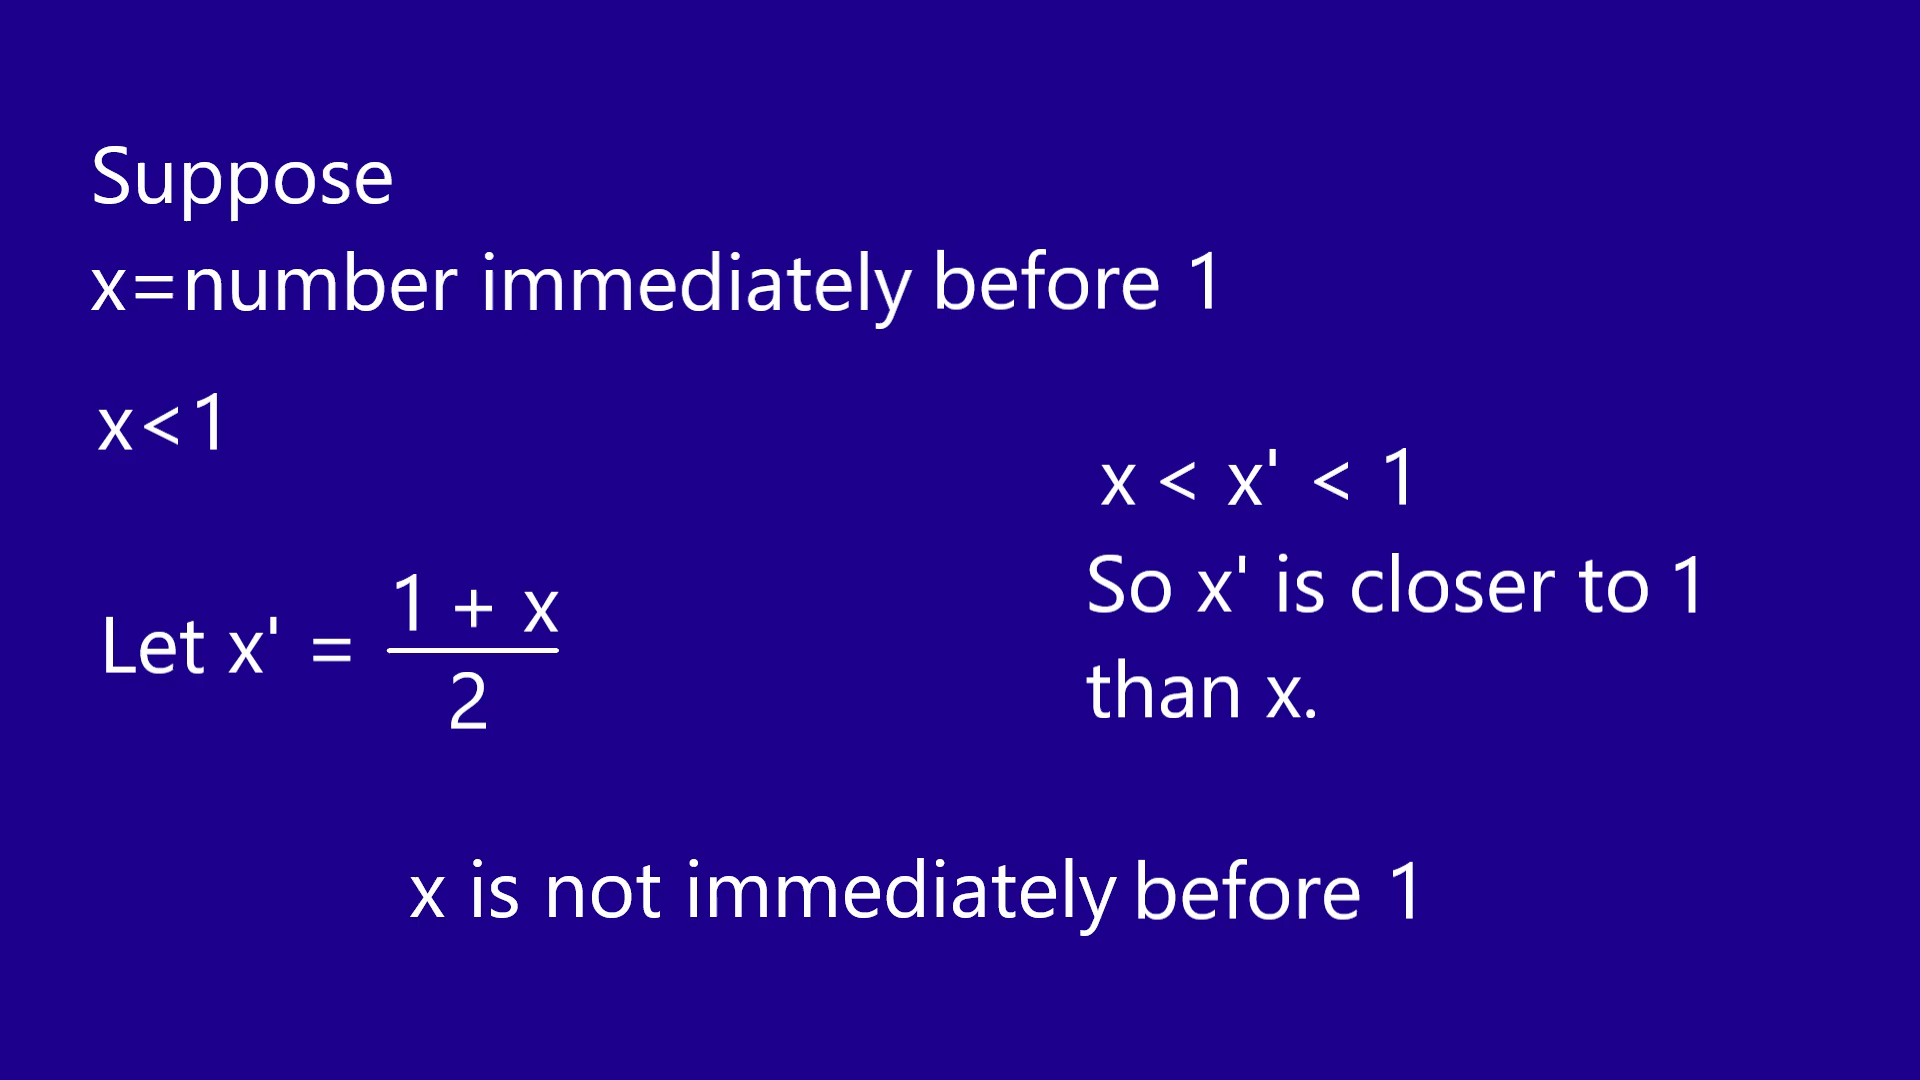 Suppose
x=number immediately before 1
x<1
Let x' = 1 + x
2
x < x' < 1
So x' is closer to 1
than x.
x is not immediately before 1